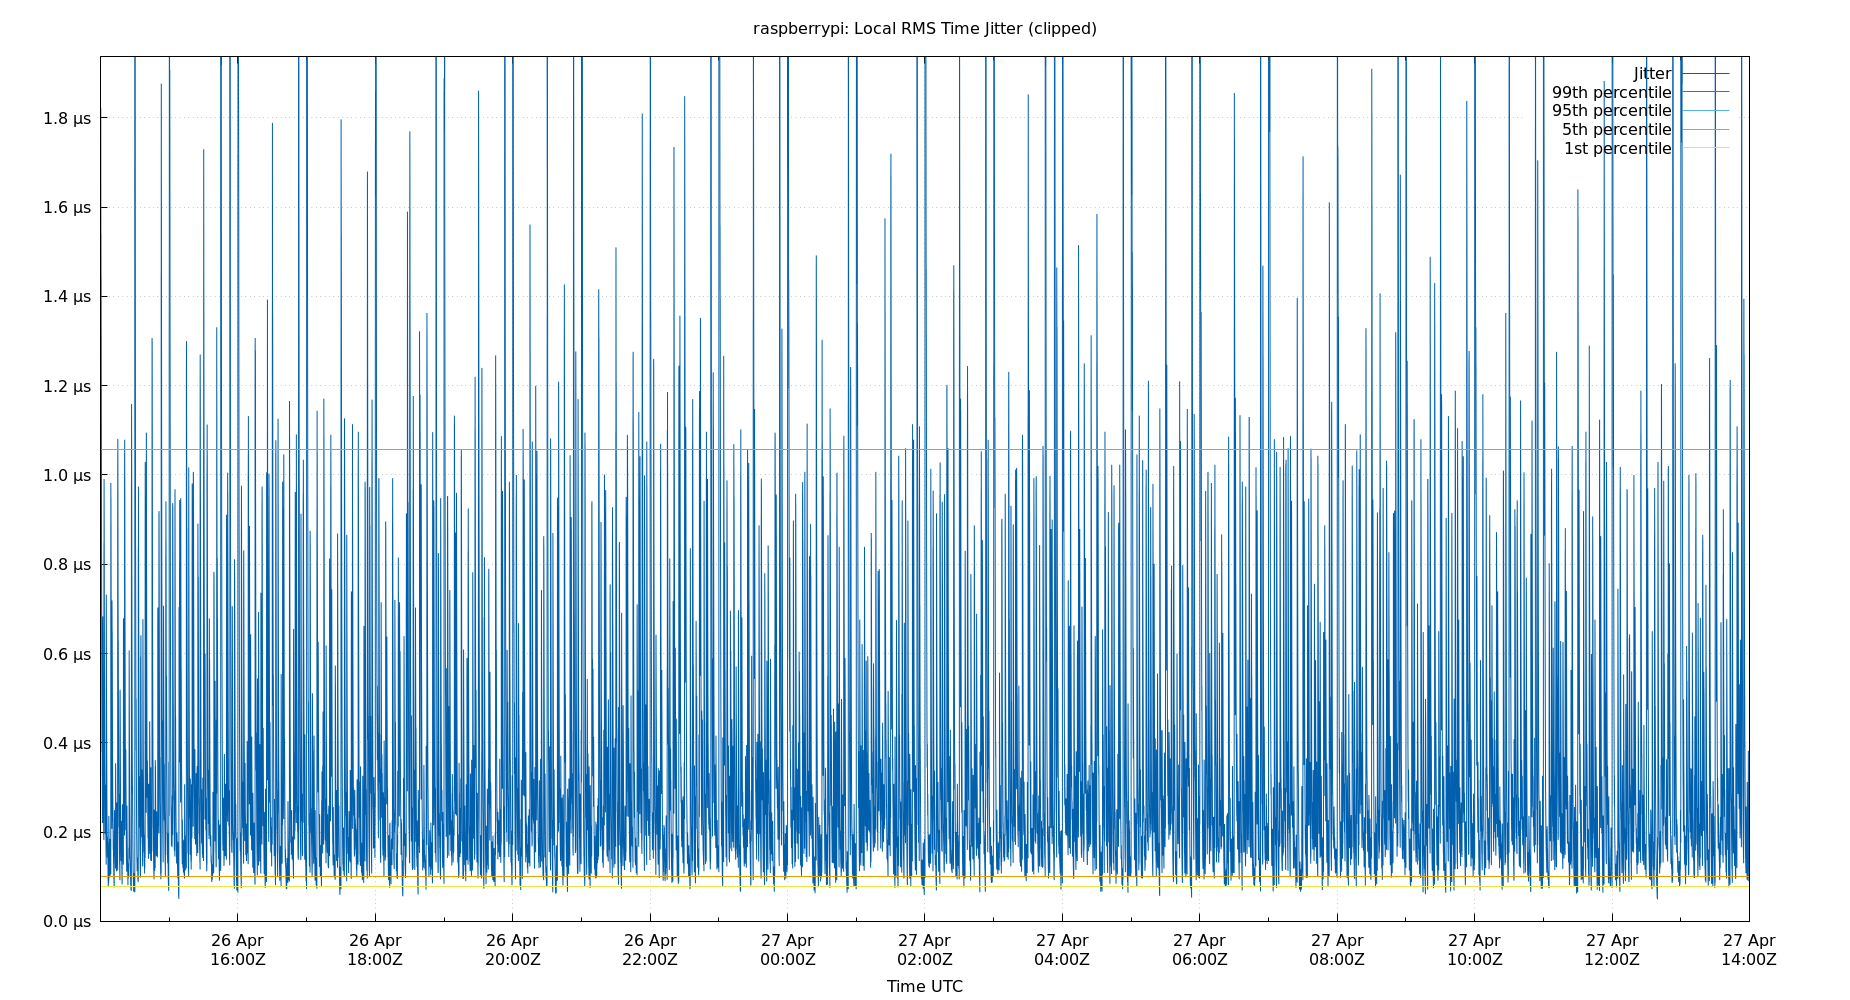 raspberrypi: Local RMS Time Jitter (clipped)
Jitter
99th percentile
95th percentile
5th percentile
1st percentile
1.8 µs
1.6 µs
1.4 µs
1.2 µs
1.0 µs
0.8 µs
0.6 µs
0.4 µs
0.2 µs
0.0 µs
26 Apr
16:00Z
26 Apr
18:00Z
26 Apr
20:00Z
26 Apr
22:00Z
27 Apr
00:00Z
27 Apr
02:00Z
27 Apr
04:00Z
27 Apr
06:00Z
27 Apr
08:00Z
27 Apr
10:00Z
27 Apr
12:00Z
27 Apr
14:00Z
Time UTC